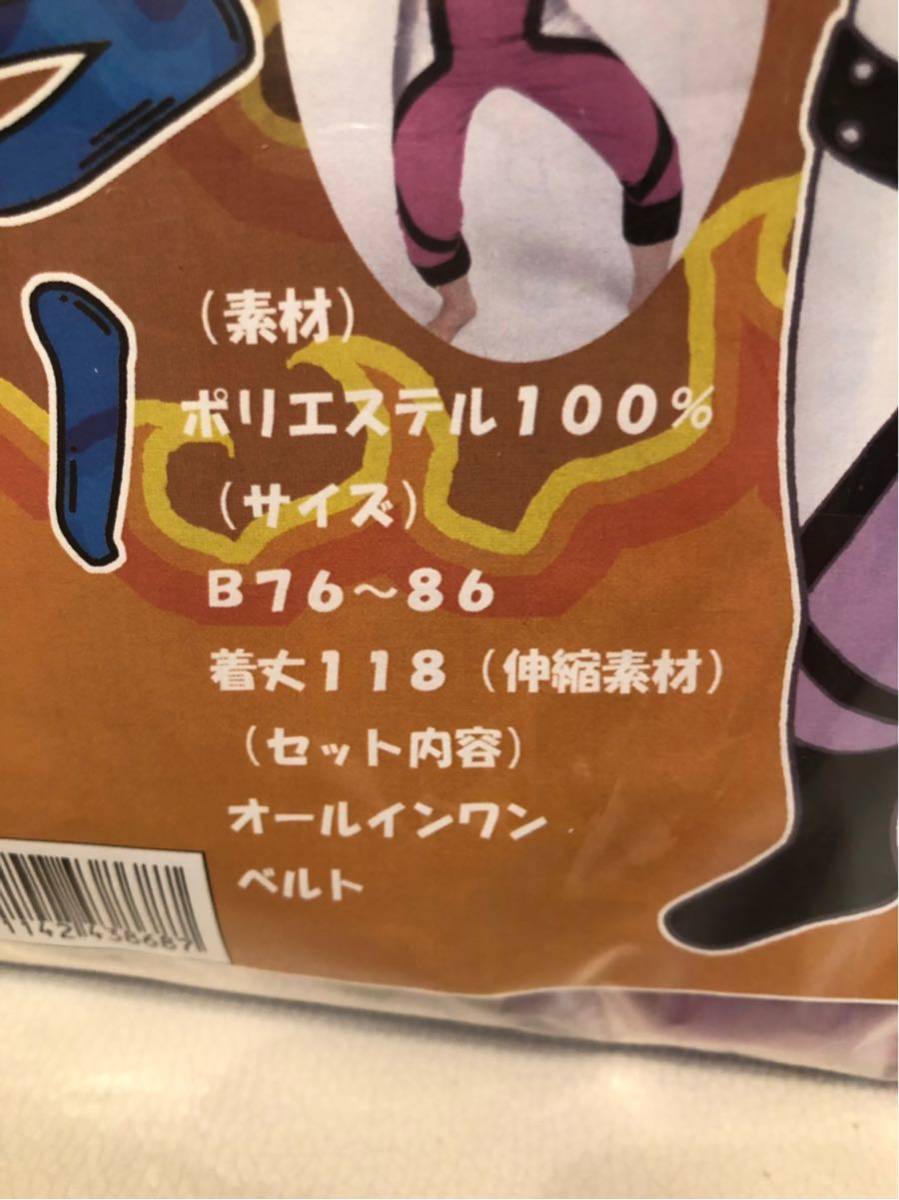 (素材)
ポリエステル100%
(サイズ)
B76~86
着丈118(伸縮素材)
(セット内容)
オールインワン
ベルト
1142 438687